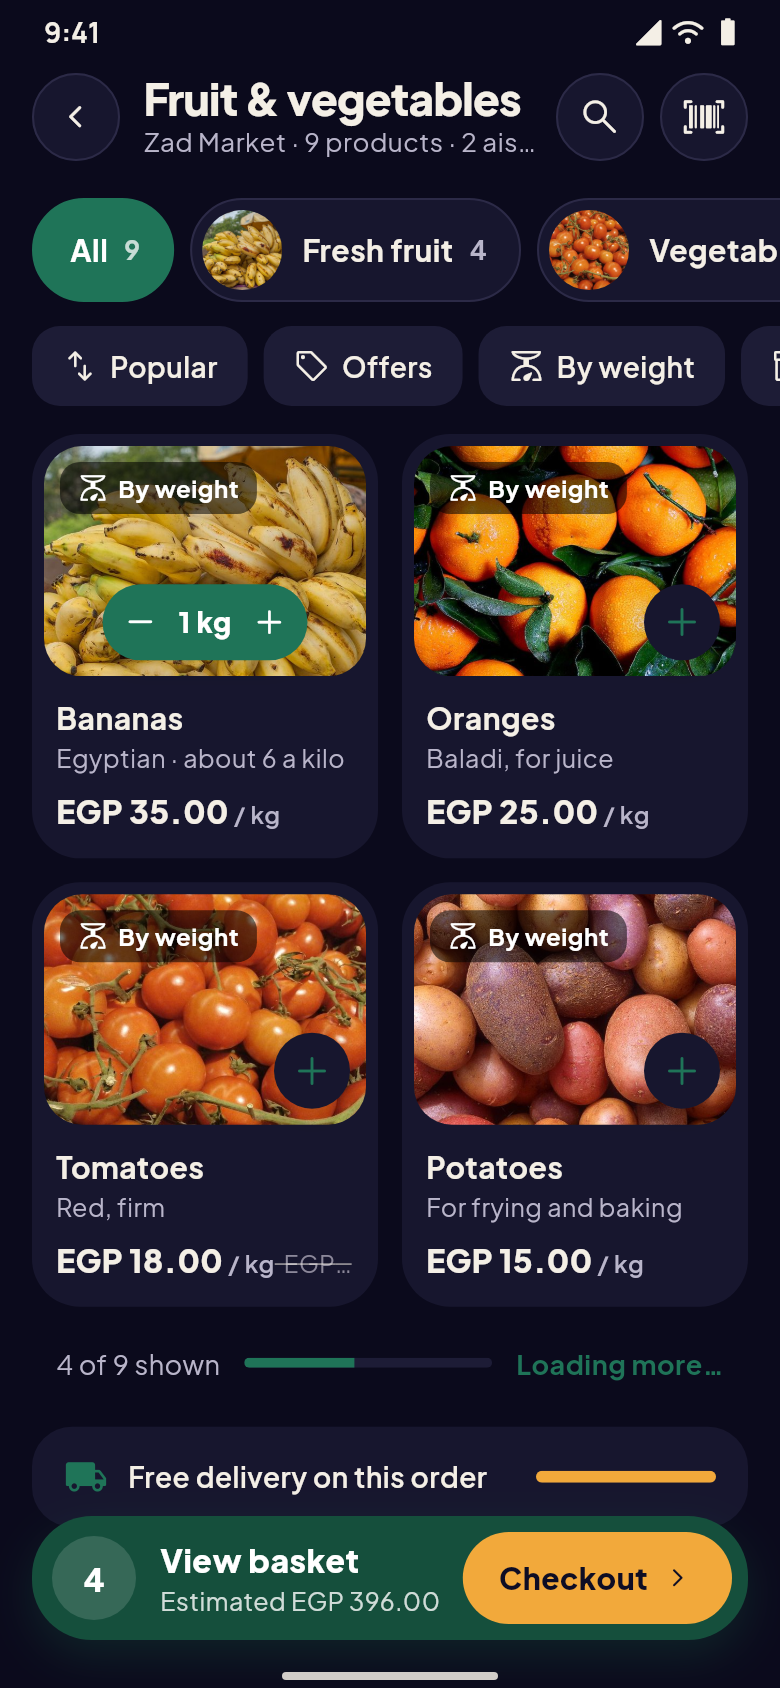 9:41
Fruit & vegetables
Zad Market · 9 products · 2 ais…
All 9
Fresh fruit 4
Vegetab
Popular
Offers
By weight
By weight
1 kg
Bananas
Egyptian · about 6 a kilo
EGP 35.00 / kg
By weight
Oranges
Baladi, for juice
EGP 25.00 / kg
By weight
Tomatoes
Red, firm
EGP 18.00 / kg EGP…
By weight
Potatoes
For frying and baking
EGP 15.00 / kg
4 of 9 shown
Loading more…
Free delivery on this order
4
View basket
Estimated EGP 396.00
Checkout